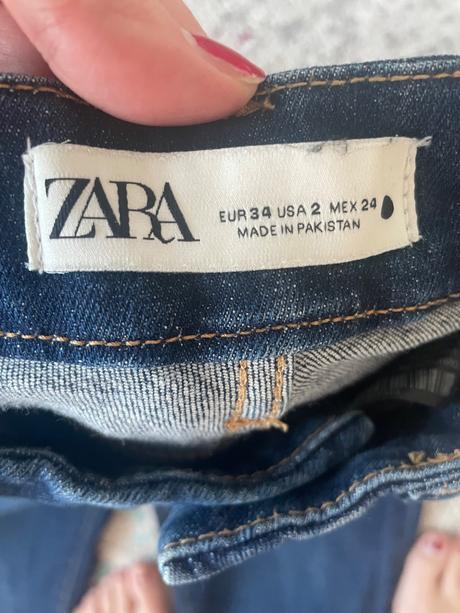 ZARA
EUR 34 USA 2 MEX 24
MADE IN PAKISTAN